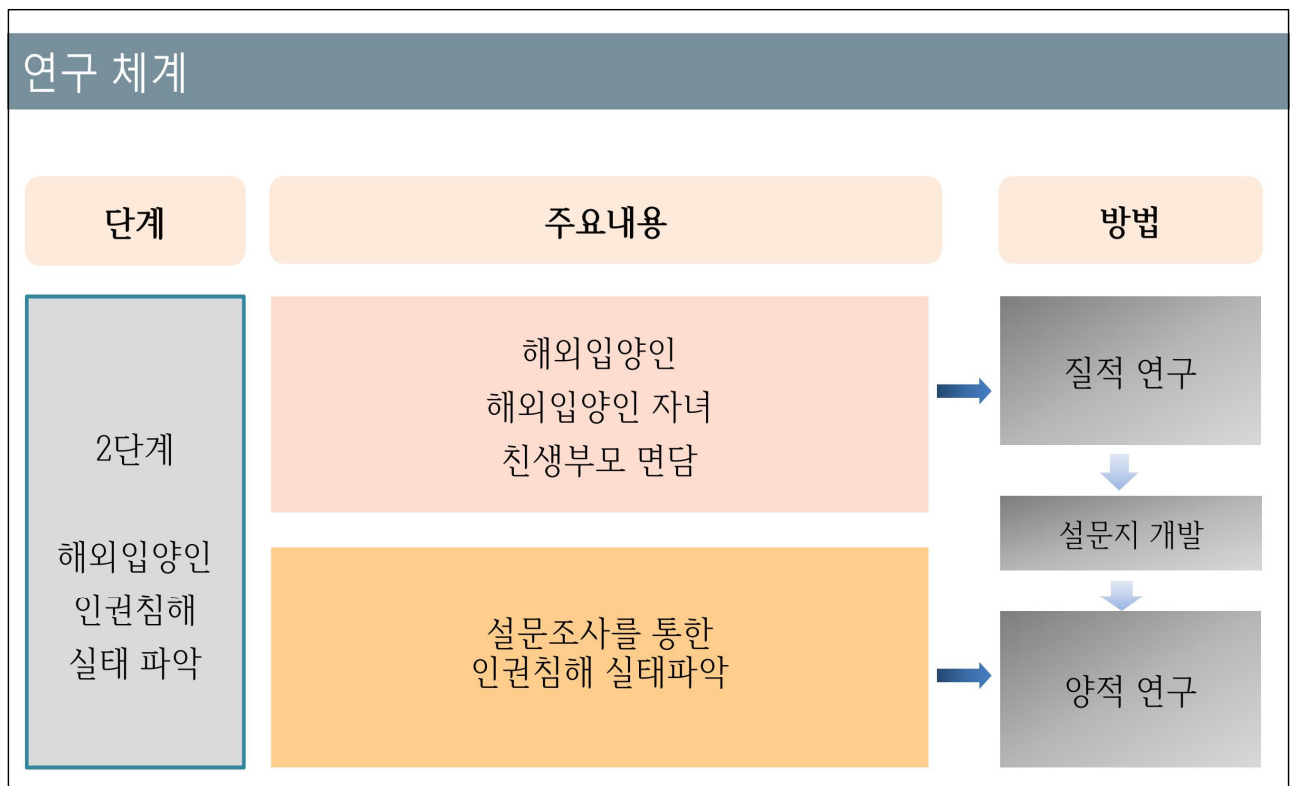 연구 체계
단계
주요내용
방법
2단계
해외입양인
인권침해
실태 파악
해외입양인
해외입양인 자녀
친생부모 면담
질적 연구
설문지 개발
설문조사를 통한
인권침해 실태파악
양적 연구